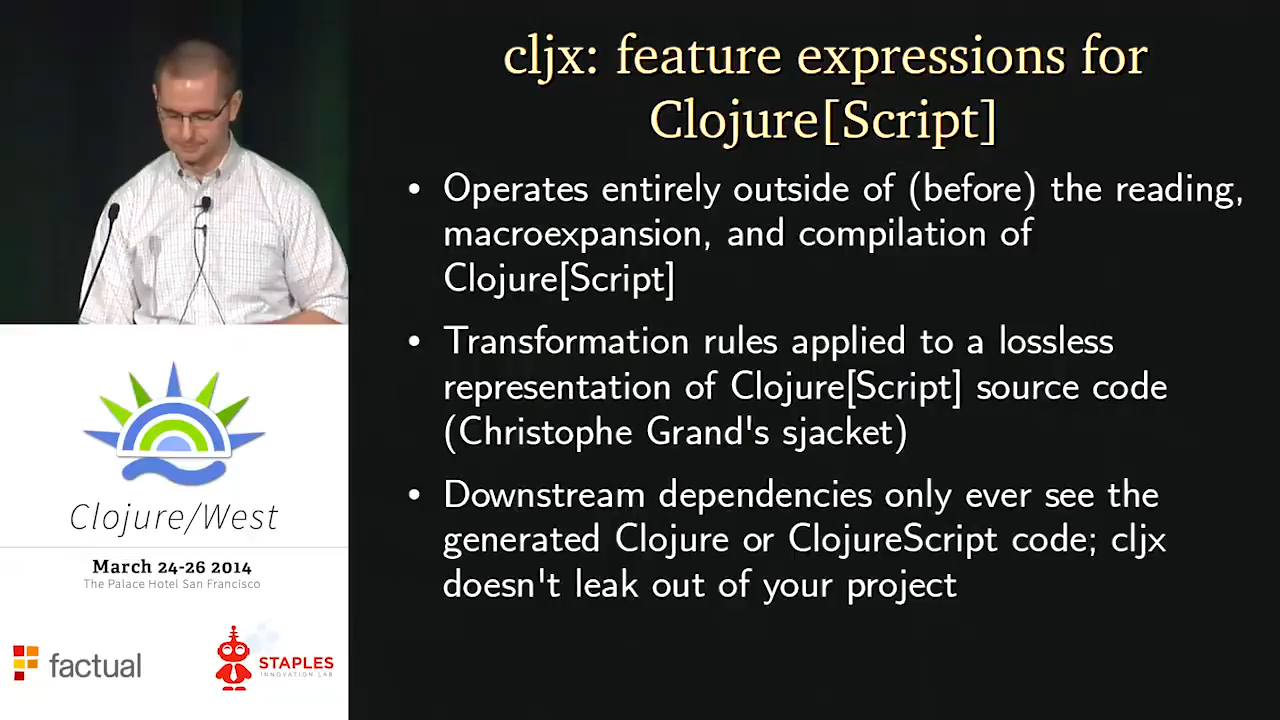 cljx: feature expressions for
Clojure[Script]
• Operates entirely outside of (before) the reading,
macroexpansion, and compilation of
Clojure[Script]
• Transformation rules applied to a lossless
representation of Clojure[Script] source code
(Christophe Grand's sjacket)
• Downstream dependencies only ever see the
generated Clojure or ClojureScript code; cljx
doesn't leak out of your project
Clojure/West
March 24-26 2014
The Palace Hotel San Francisco
factual
STAPLES
INNOVATION LAB